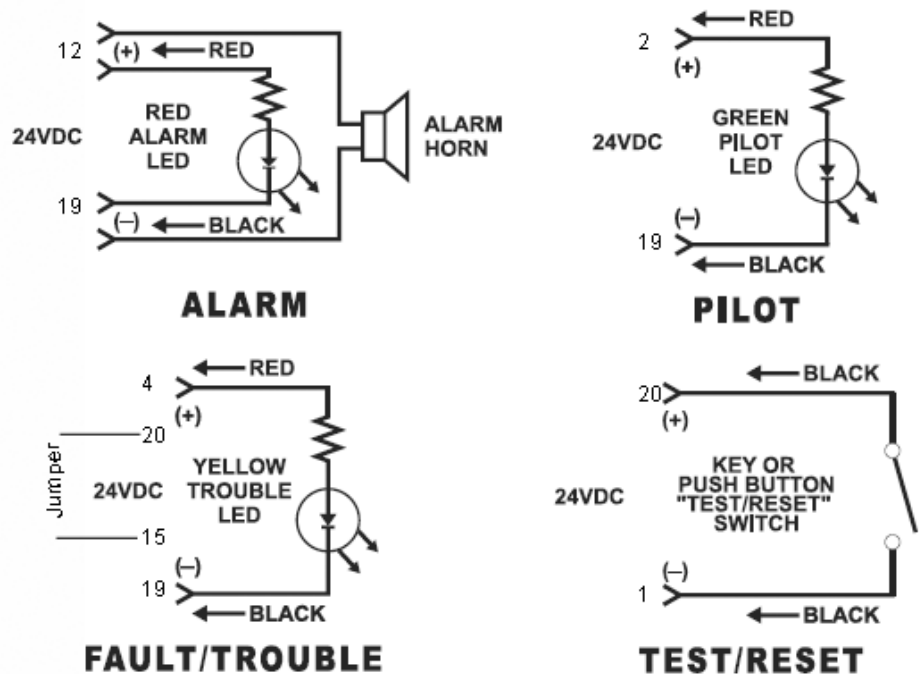 12
(+)
RED
RED
ALARM
LED
24VDC
ALARM
HORN
19
(–)
BLACK
ALARM
2
(+)
RED
GREEN
PILOT
LED
24VDC
19
(–)
BLACK
PILOT
4
(+)
RED
Jumper
20
24VDC
YELLOW
TROUBLE
LED
15
19
(–)
BLACK
FAULT/TROUBLE
20
(+)
BLACK
24VDC
KEY OR
PUSH BUTTON
"TEST/RESET"
SWITCH
1
(–)
BLACK
TEST/RESET